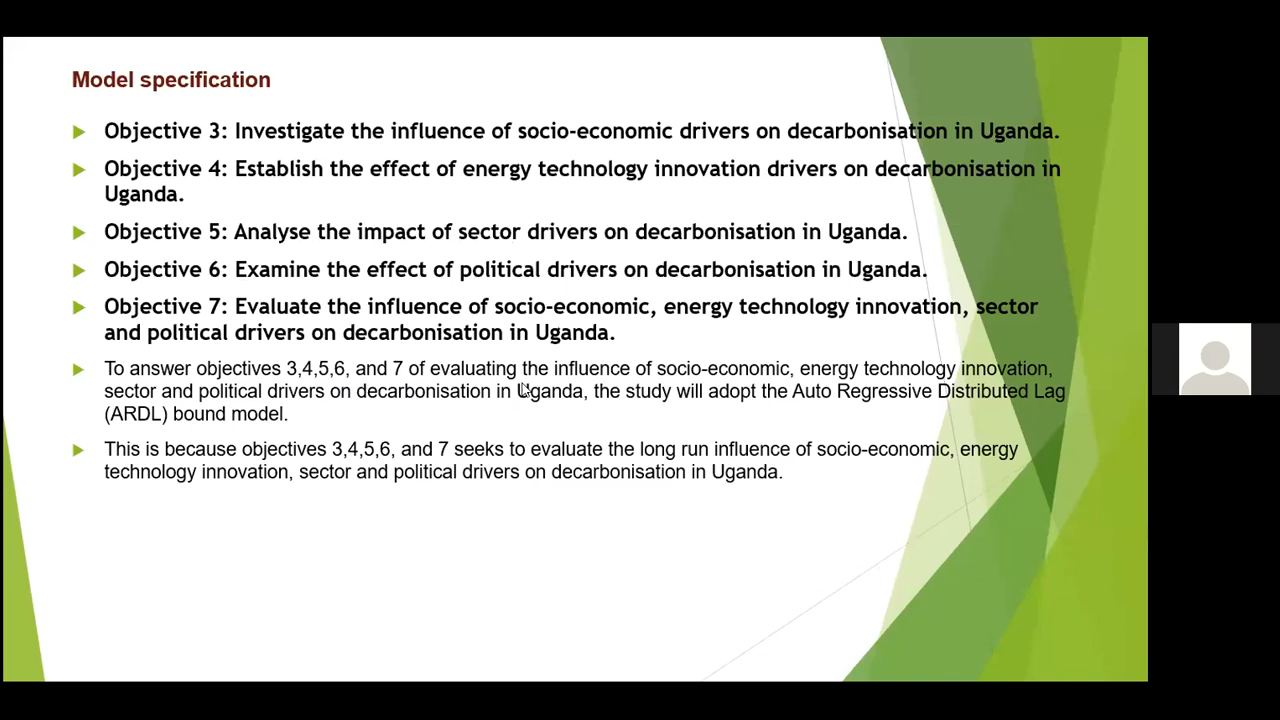 Model specification
Objective 3: Investigate the influence of socio-economic drivers on decarbonisation in Uganda.
Objective 4: Establish the effect of energy technology innovation drivers on decarbonisation in
Uganda.
Objective 5: Analyse the impact of sector drivers on decarbonisation in Uganda.
Objective 6: Examine the effect of political drivers on decarbonisation in Uganda.
Objective 7: Evaluate the influence of socio-economic, energy technology innovation, sector
and political drivers on decarbonisation in Uganda.
To answer objectives 3,4,5,6, and 7 of evaluating the influence of socio-economic, energy technology innovation,
sector and political drivers on decarbonisation in Uganda, the study will adopt the Auto Regressive Distributed Lag
(ARDL) bound model.
This is because objectives 3,4,5,6, and 7 seeks to evaluate the long run influence of socio-economic, energy
technology innovation, sector and political drivers on decarbonisation in Uganda.